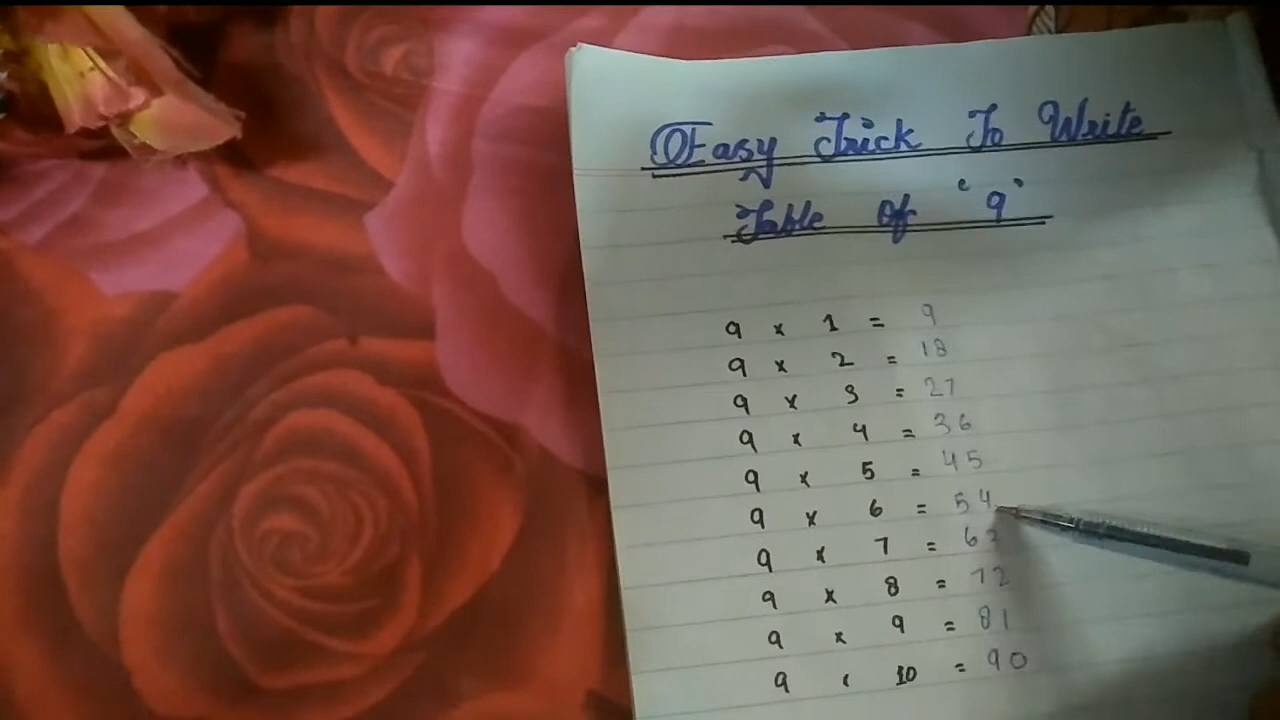 Easy Trick To Write
Table Of '9'
9 x 1 = 9
9 x 2 = 18
9 x 3 = 27
9 x 4 = 36
9 x 5 = 45
9 x 6 = 54
9 x 7 = 63
9 x 8 = 72
9 x 9 = 81
9 x 10 = 90